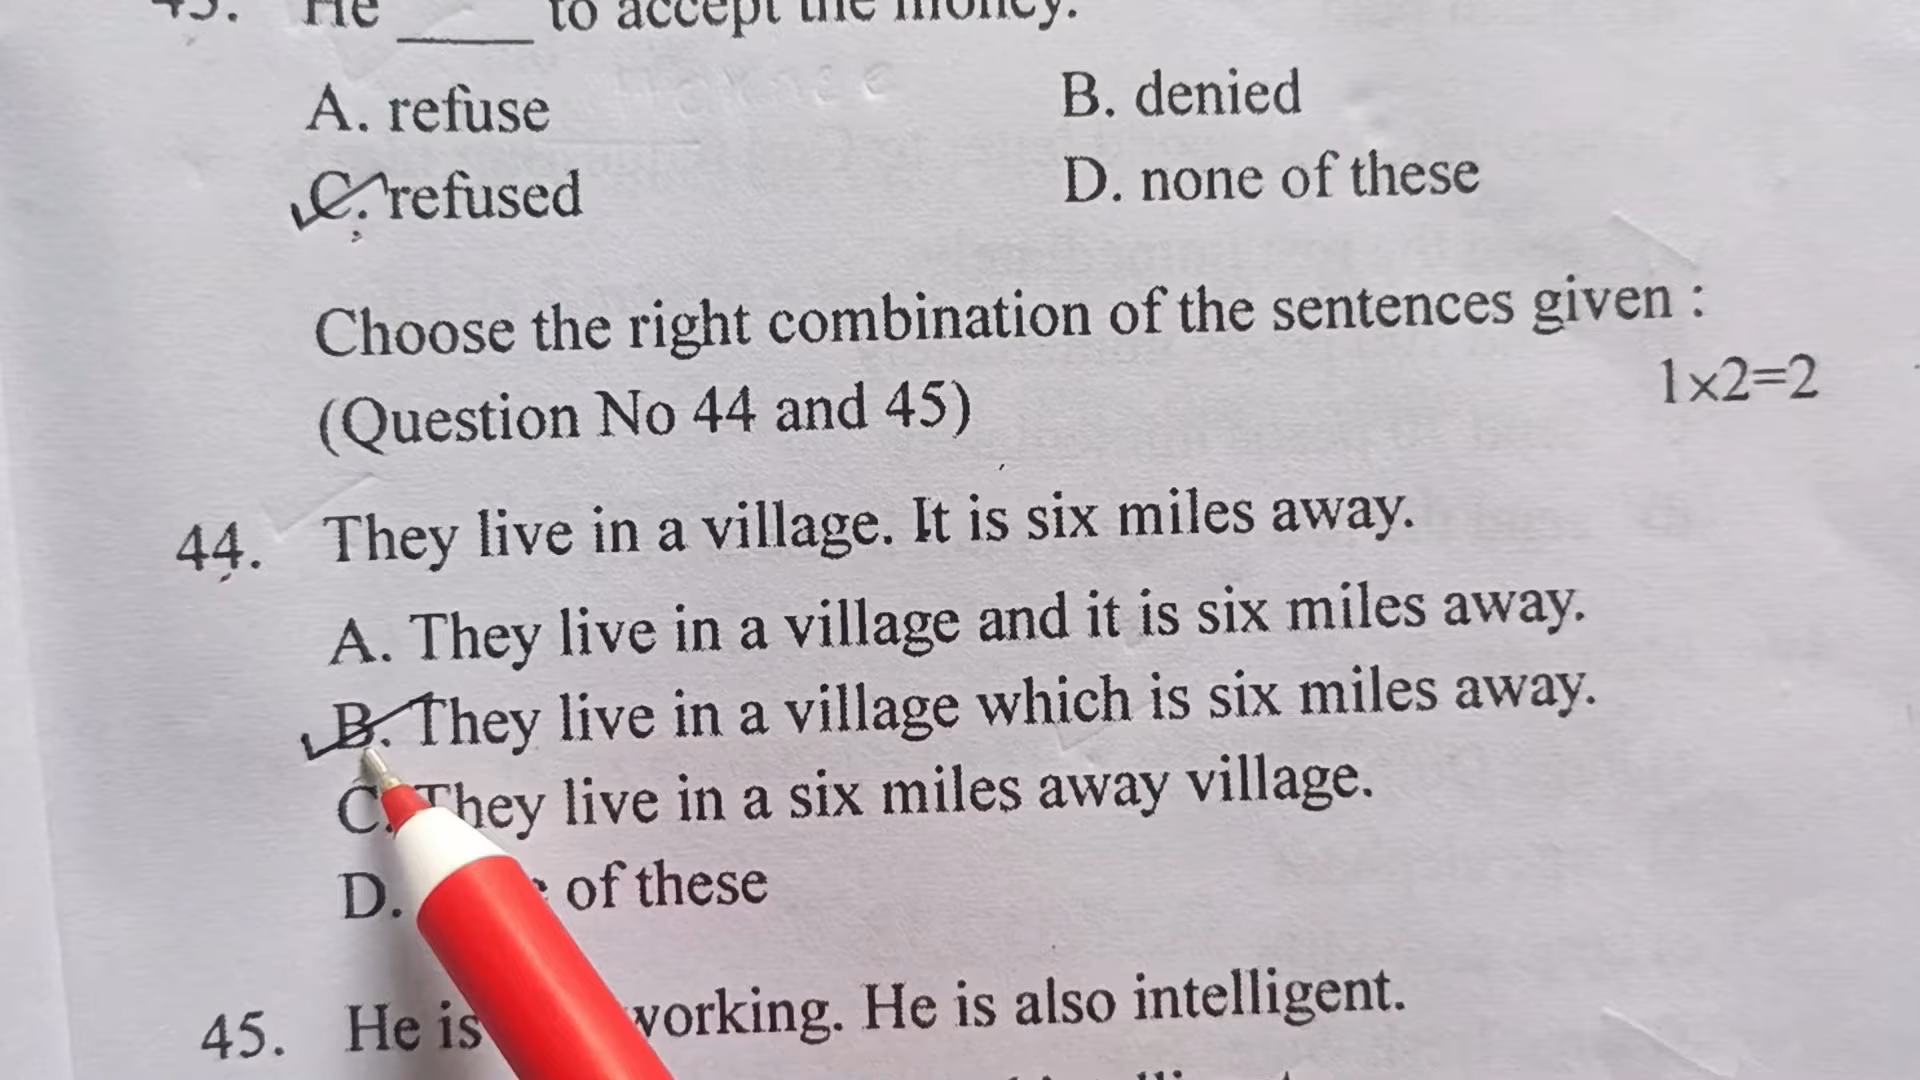 He ____ to accept the money.
A. refuse
B. denied
C. refused
D. none of these
Choose the right combination of the sentences given :
(Question No 44 and 45)
1×2=2
44. They live in a village. It is six miles away.
A. They live in a village and it is six miles away.
B. They live in a village which is six miles away.
C. They live in a six miles away village.
D. of these
45. He is working. He is also intelligent.